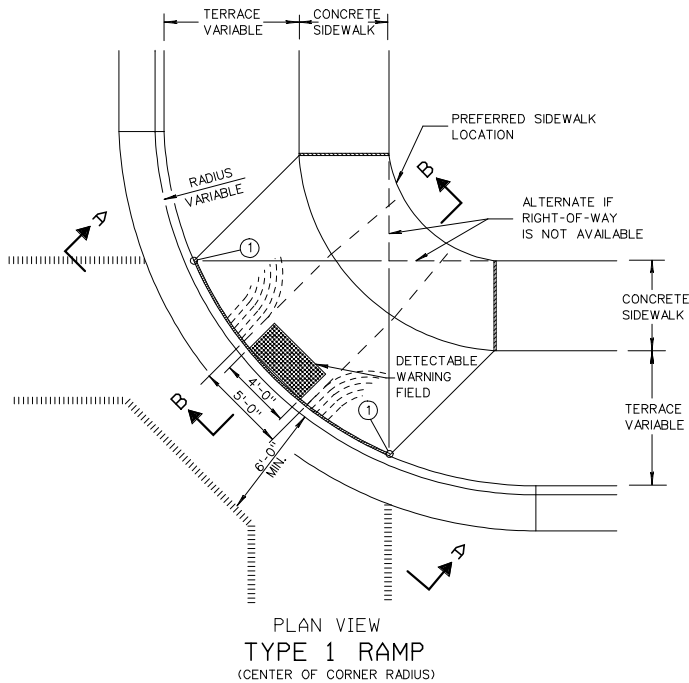 TERRACE
VARIABLE
CONCRETE
SIDEWALK
PREFERRED SIDEWALK
LOCATION
B
RADIUS
VARIABLE
ALTERNATE IF
RIGHT-OF-WAY
IS NOT AVAILABLE
A
1
CONCRETE
SIDEWALK
DETECTABLE
WARNING
FIELD
4'-0"
5'-0"
B
1
TERRACE
VARIABLE
6'-0"
MIN.
A
PLAN VIEW
TYPE 1 RAMP
(CENTER OF CORNER RADIUS)